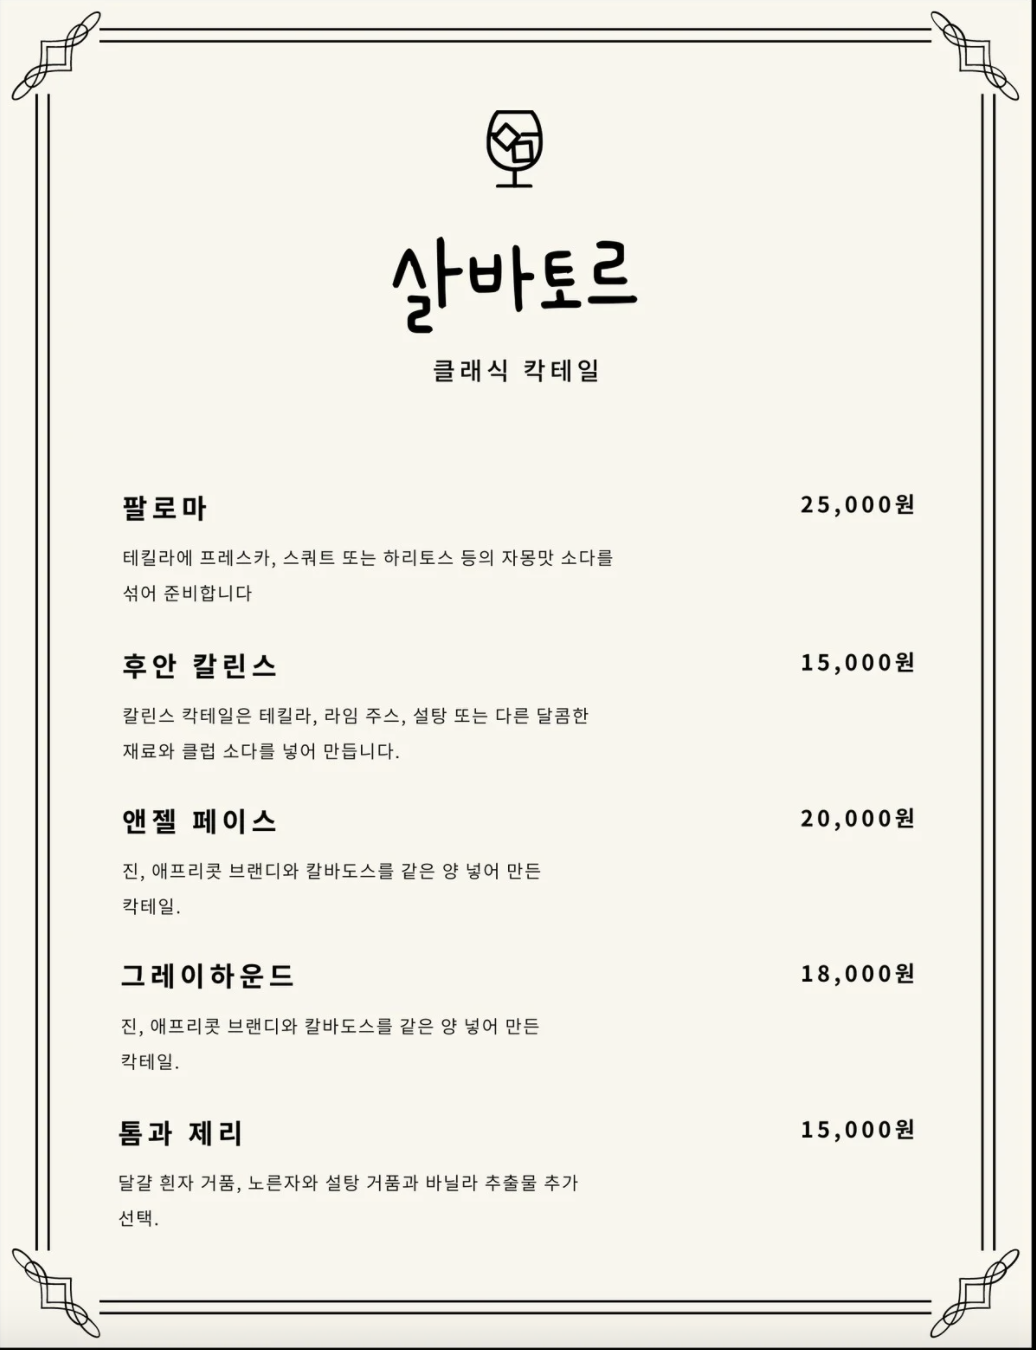 살바토르
클래식 칵테일
팔로마
25,000원
테킬라에 프레스카, 스쿼트 또는 하리토스 등의 자몽맛 소다를
섞어 준비합니다
후안 칼린스
15,000원
칼린스 칵테일은 테킬라, 라임 주스, 설탕 또는 다른 달콤한
재료와 클럽 소다를 넣어 만듭니다.
앤젤 페이스
20,000원
진, 애프리콧 브랜디와 칼바도스를 같은 양 넣어 만든
칵테일.
그레이하운드
18,000원
진, 애프리콧 브랜디와 칼바도스를 같은 양 넣어 만든
칵테일.
톰과 제리
15,000원
달걀 흰자 거품, 노른자와 설탕 거품과 바닐라 추출물 추가
선택.